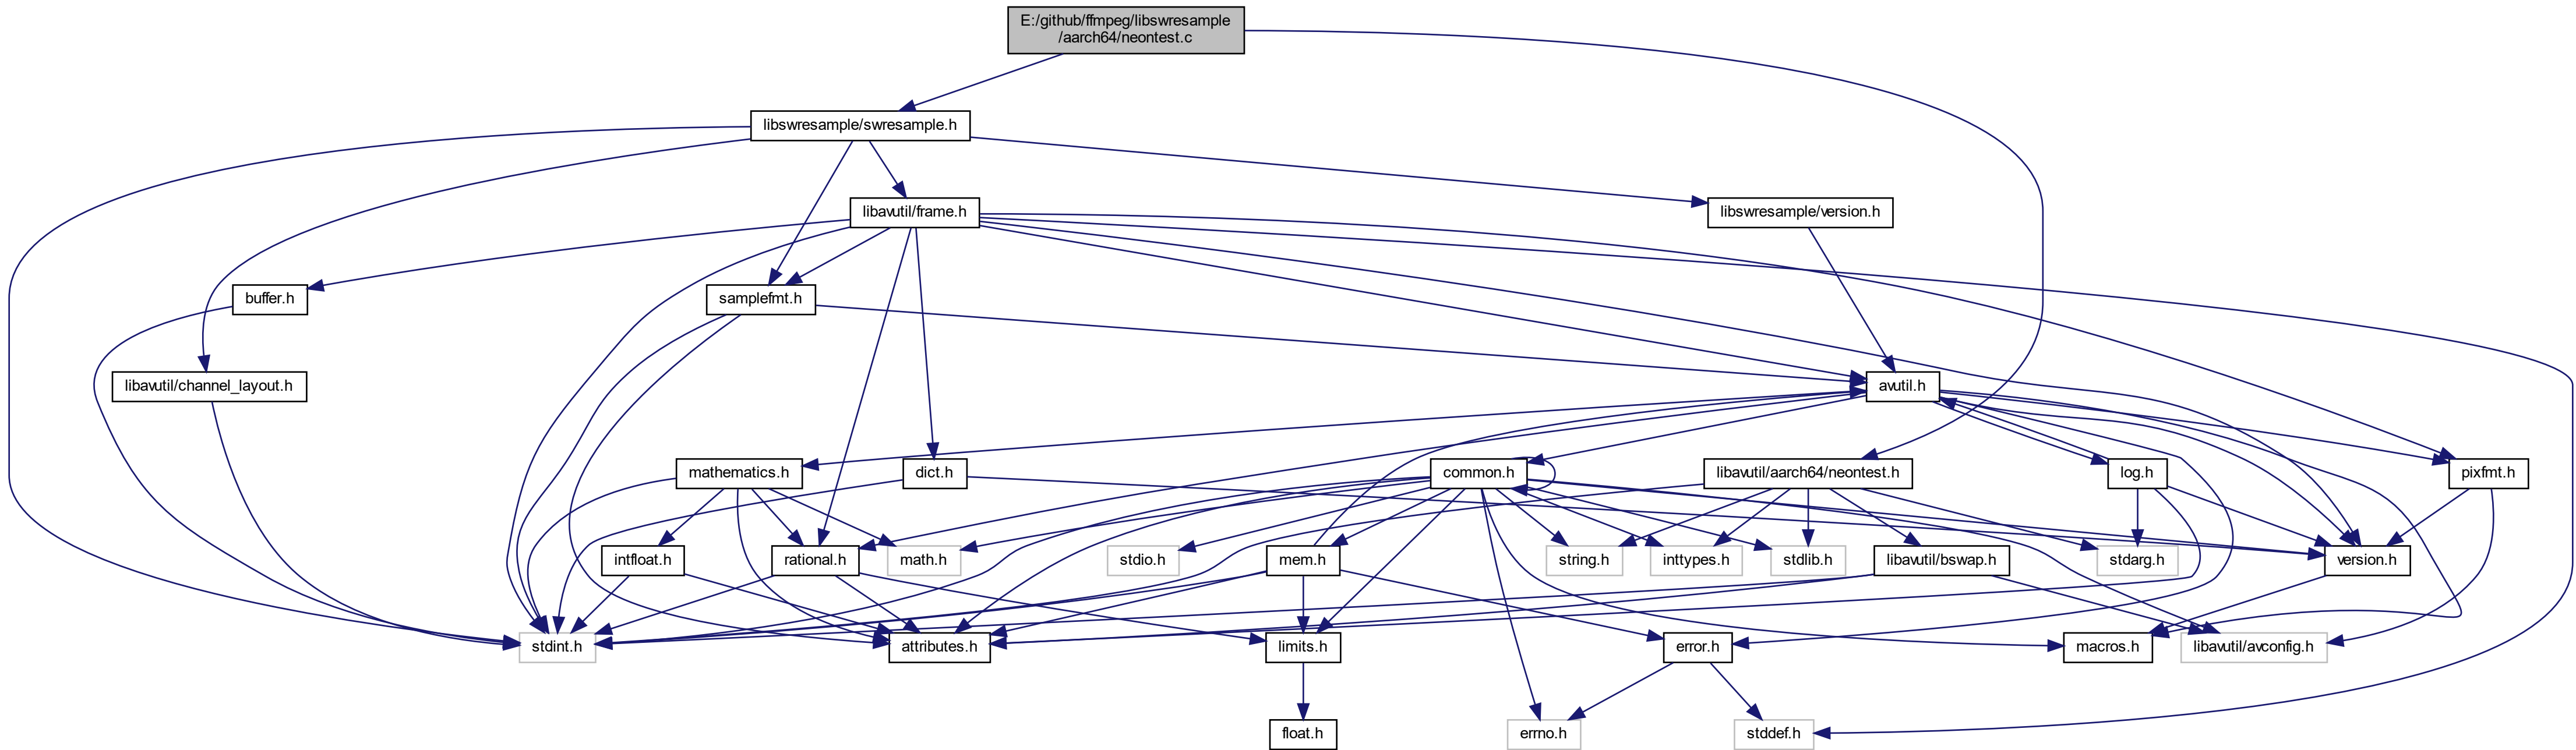 E:/github/ffmpeg/libswresample
/aarch64/neontest.c
libswresample/swresample.h
libavutil/frame.h
libswresample/version.h
buffer.h
samplefmt.h
libavutil/channel_layout.h
avutil.h
mathematics.h
dict.h
common.h
libavutil/aarch64/neontest.h
log.h
pixfmt.h
intfloat.h
rational.h
math.h
stdio.h
mem.h
string.h
inttypes.h
stdlib.h
libavutil/bswap.h
stdarg.h
version.h
stdint.h
attributes.h
limits.h
error.h
macros.h
libavutil/avconfig.h
float.h
errno.h
stddef.h